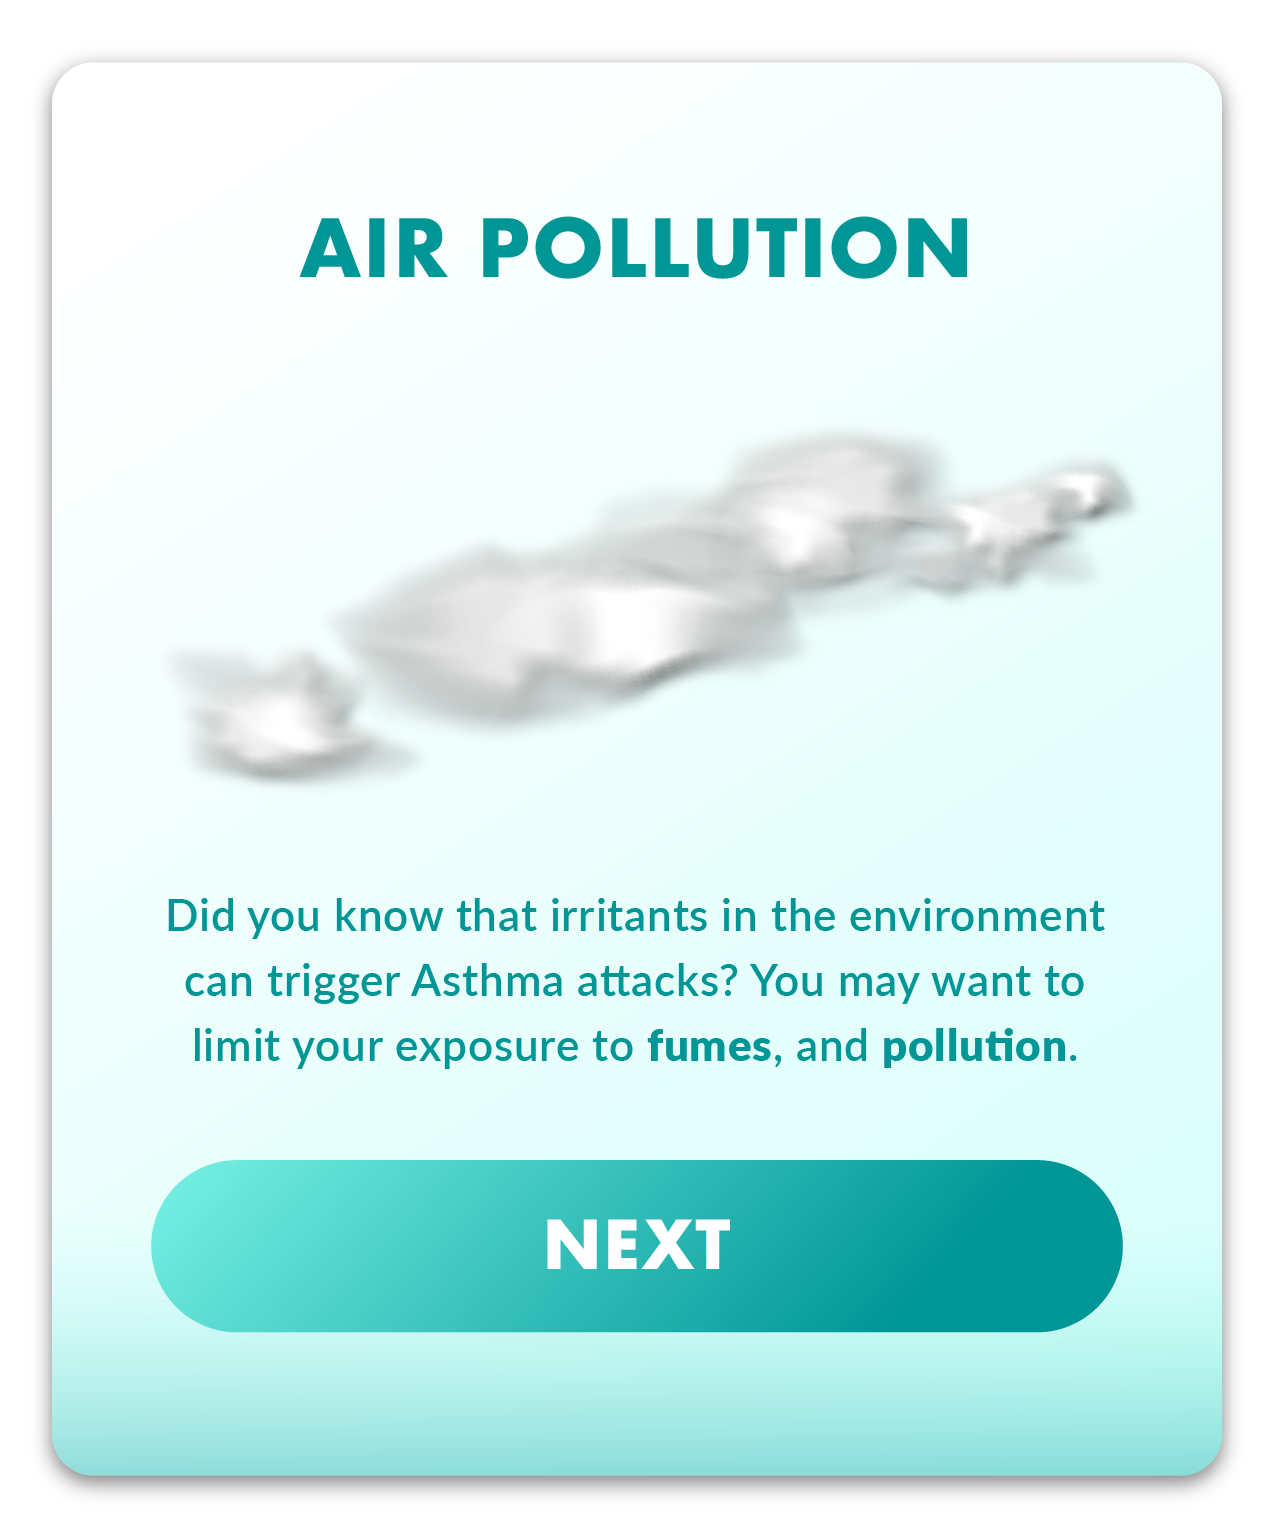 AIR POLLUTION
Did you know that irritants in the environment
can trigger Asthma attacks? You may want to
limit your exposure to fumes, and pollution.
NEXT